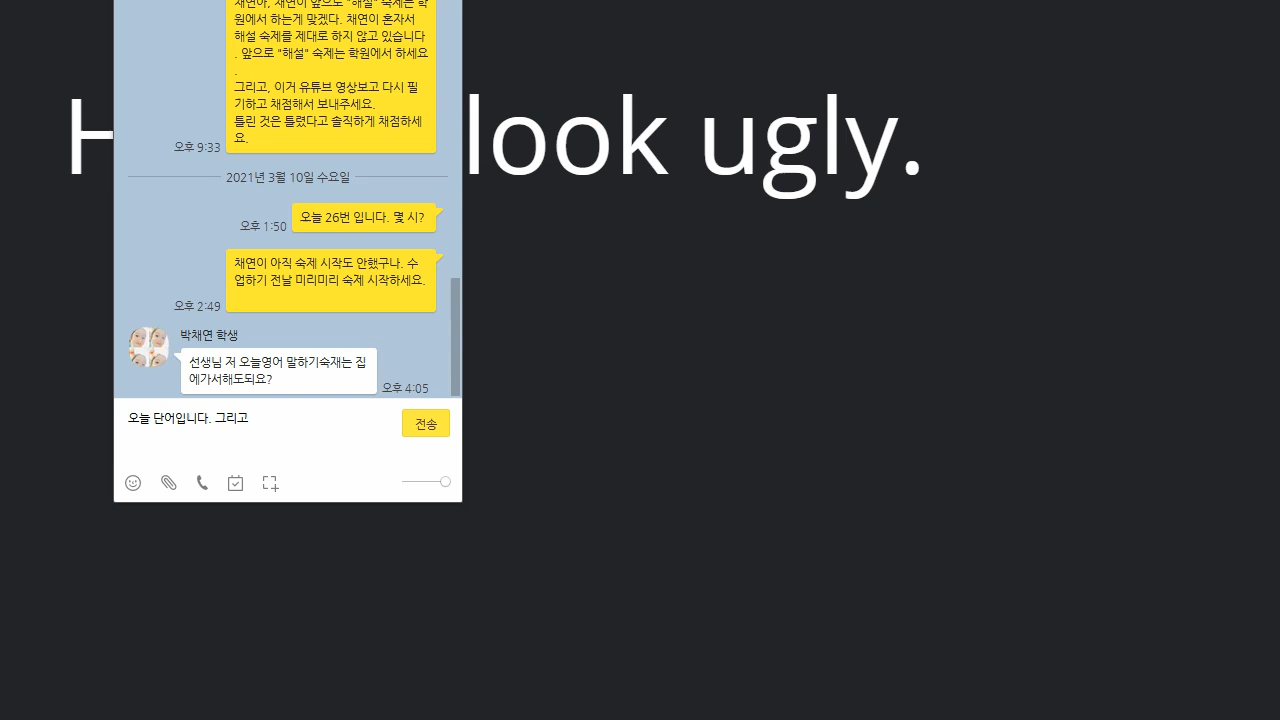 채연아, 채연이 앞으로 "해설" 숙제는 학
원에서 하는게 맞겠다. 채연이 혼자서
해설 숙제를 제대로 하지 않고 있습니다
. 앞으로 "해설" 숙제는 학원에서 하세요
.
그리고, 이거 유튜브 영상보고 다시 필
기하고 채점해서 보내주세요.
틀린 것은 틀렸다고 솔직하게 채점하세
요.
오후 9:33
look ugly.
2021년 3월 10일 수요일
오늘 26번 입니다. 몇 시?
오후 1:50
채연이 아직 숙제 시작도 안했구나. 수
업하기 전날 미리미리 숙제 시작하세요.
오후 2:49
박채연 학생
선생님 저 오늘영어 말하기숙재는 집
에가서해도되요?
오후 4:05
오늘 단어입니다. 그리고
전송